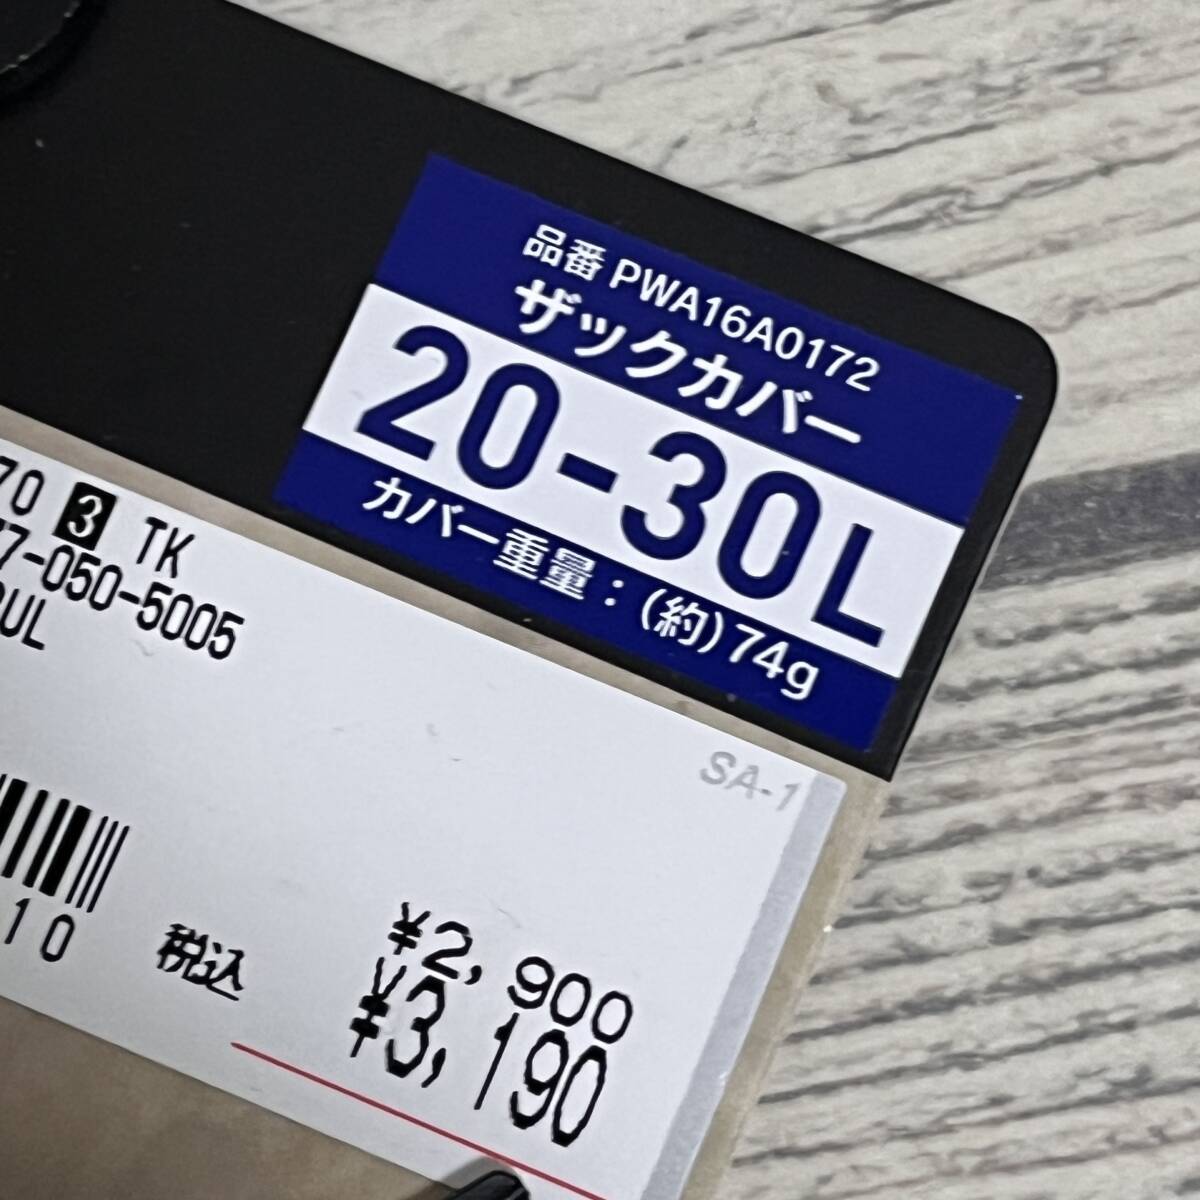 品番 PWA16A0172
ザックカバー
20-30L
カバー重量：(約)74g
70 3 TK
7-050-5005
UL
SA-1
10
¥2,900
税込 ¥3,190